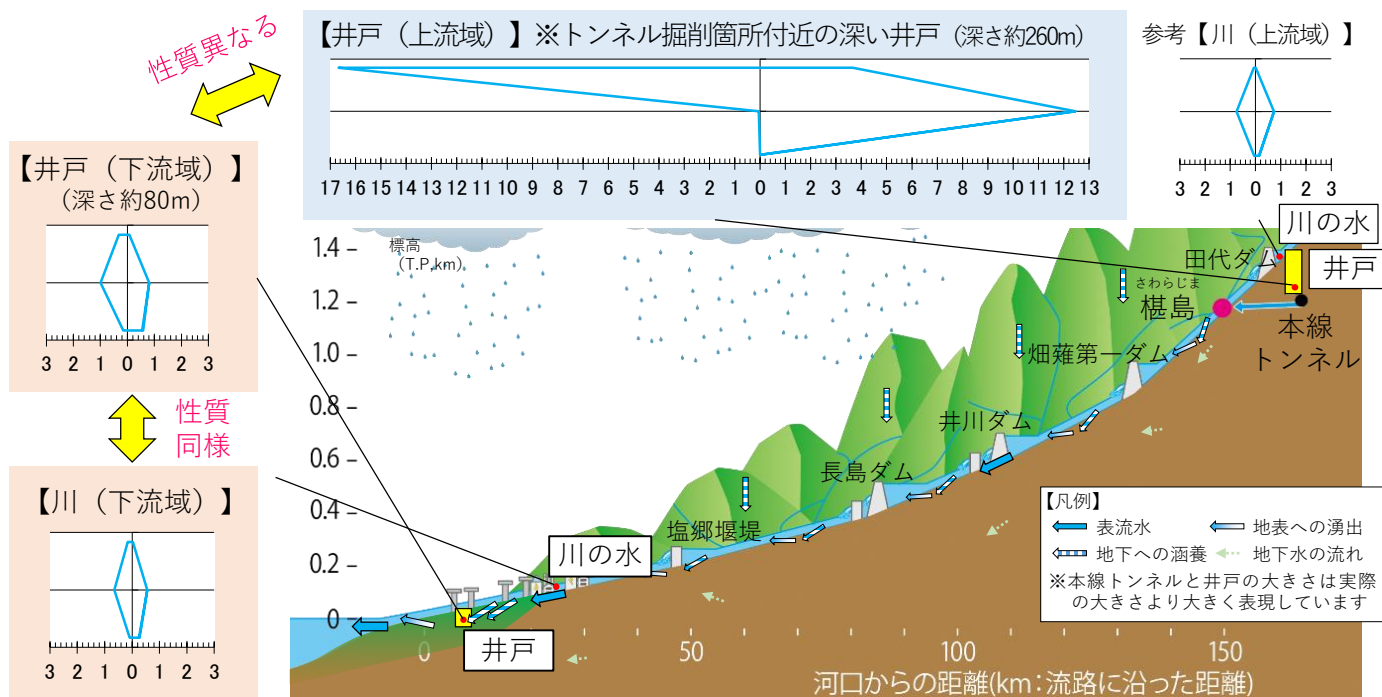 性質異なる
【井戸（上流域）】※トンネル掘削箇所付近の深い井戸（深さ約260m）
17 16 15 14 13 12 11 10 9 8 7 6 5 4 3 2 1 0 1 2 3 4 5 6 7 8 9 10 11 12 13
参考【川（上流域）】
3 2 1 0 1 2 3
【井戸（下流域）】
（深さ約80m）
3 2 1 0 1 2 3
性質
同様
【川（下流域）】
3 2 1 0 1 2 3
標高
（T.P.km）
1.4
1.2
1.0
0.8
0.6
0.4
0.2
0
川の水
田代ダム
井戸
さわらじま
椹島
本線
トンネル
畑薙第一ダム
井川ダム
長島ダム
塩郷堰堤
川の水
井戸
【凡例】
表流水
地表への湧出
地下への涵養
地下水の流れ
※本線トンネルと井戸の大きさは実際
の大きさより大きく表現しています
0 50 100 150
河口からの距離(km：流路に沿った距離)